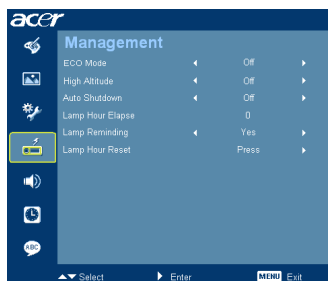 acer
Management
ECO Mode Off
High Altitude Off
Auto Shutdown Off
Lamp Hour Elapse 0
Lamp Reminding Yes
Lamp Hour Reset Press
ABC
Select Enter MENU Exit